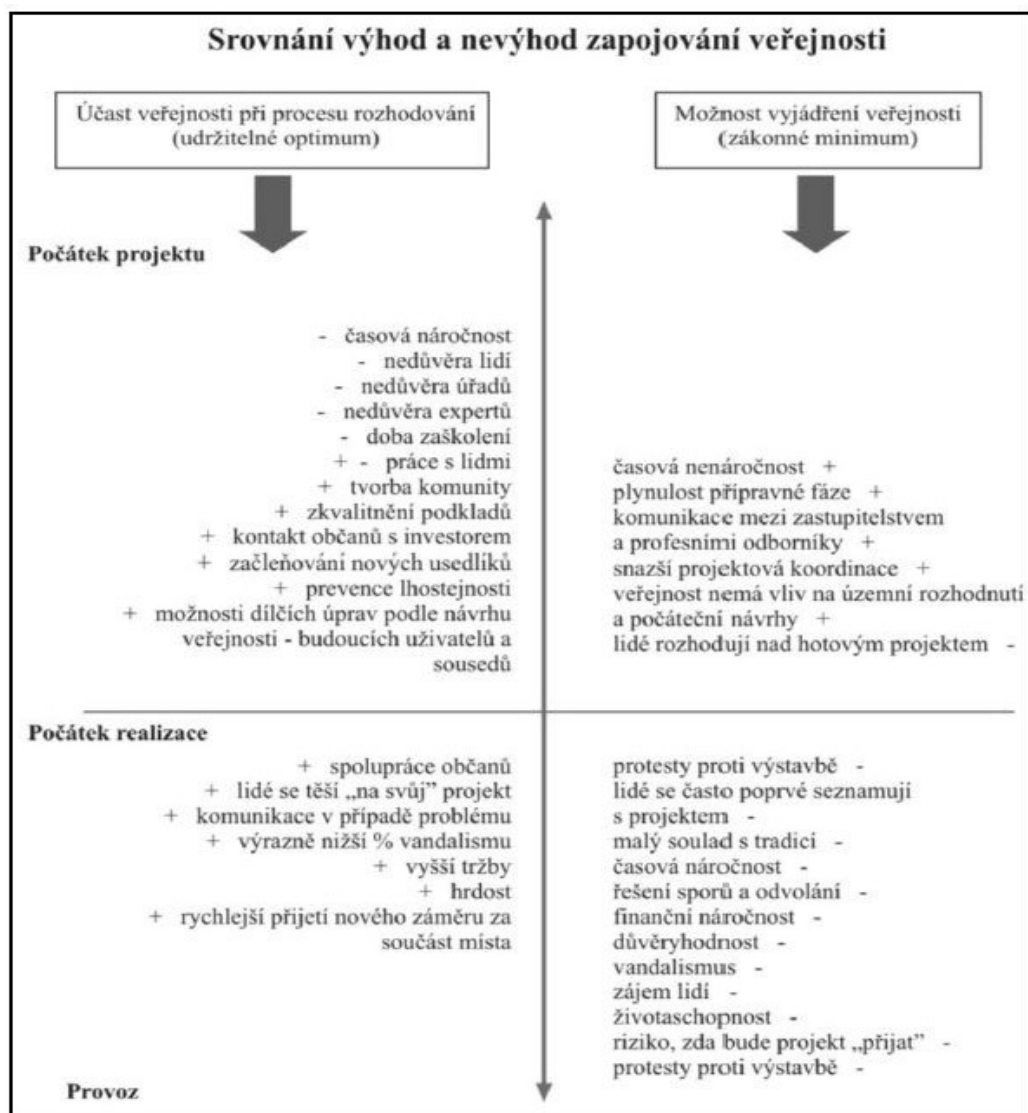 Srovnání výhod a nevýhod zapojování veřejnosti
Účast veřejnosti při procesu rozhodování
(udržitelné optimum)
Možnost vyjádření veřejnosti
(zákonné minimum)
Počátek projektu
- časová náročnost
- nedůvěra lidí
- nedůvěra úřadů
- nedůvěra expertů
- doba zaškolení
+ - práce s lidmi
+ tvorba komunity
+ zkvalitnění podkladů
+ kontakt občanů s investorem
+ začleňování nových usedlíků
+ prevence lhostejnosti
+ možnosti dílčích úprav podle návrhu
veřejnosti - budoucích uživatelů a
sousedů
časová nenáročnost +
plynulost přípravné fáze +
komunikace mezi zastupitelstvem
a profesními odborníky +
snazší projektová koordinace +
veřejnost nemá vliv na územní rozhodnutí
a počáteční návrhy +
lidé rozhodují nad hotovým projektem -
Počátek realizace
+ spolupráce občanů
+ lidé se těší „na svůj” projekt
+ komunikace v případě problému
+ výrazně nižší % vandalismu
+ vyšší tržby
+ hrdost
+ rychlejší přijetí nového záměru za
součást místa
protesty proti výstavbě -
lidé se často poprvé seznamují
s projektem -
malý soulad s tradicí -
časová náročnost -
řešení sporů a odvolání -
finanční náročnost -
důvěryhodnost -
vandalismus -
zájem lidí -
životaschopnost -
riziko, zda bude projekt „přijat” -
protesty proti výstavbě -
Provoz